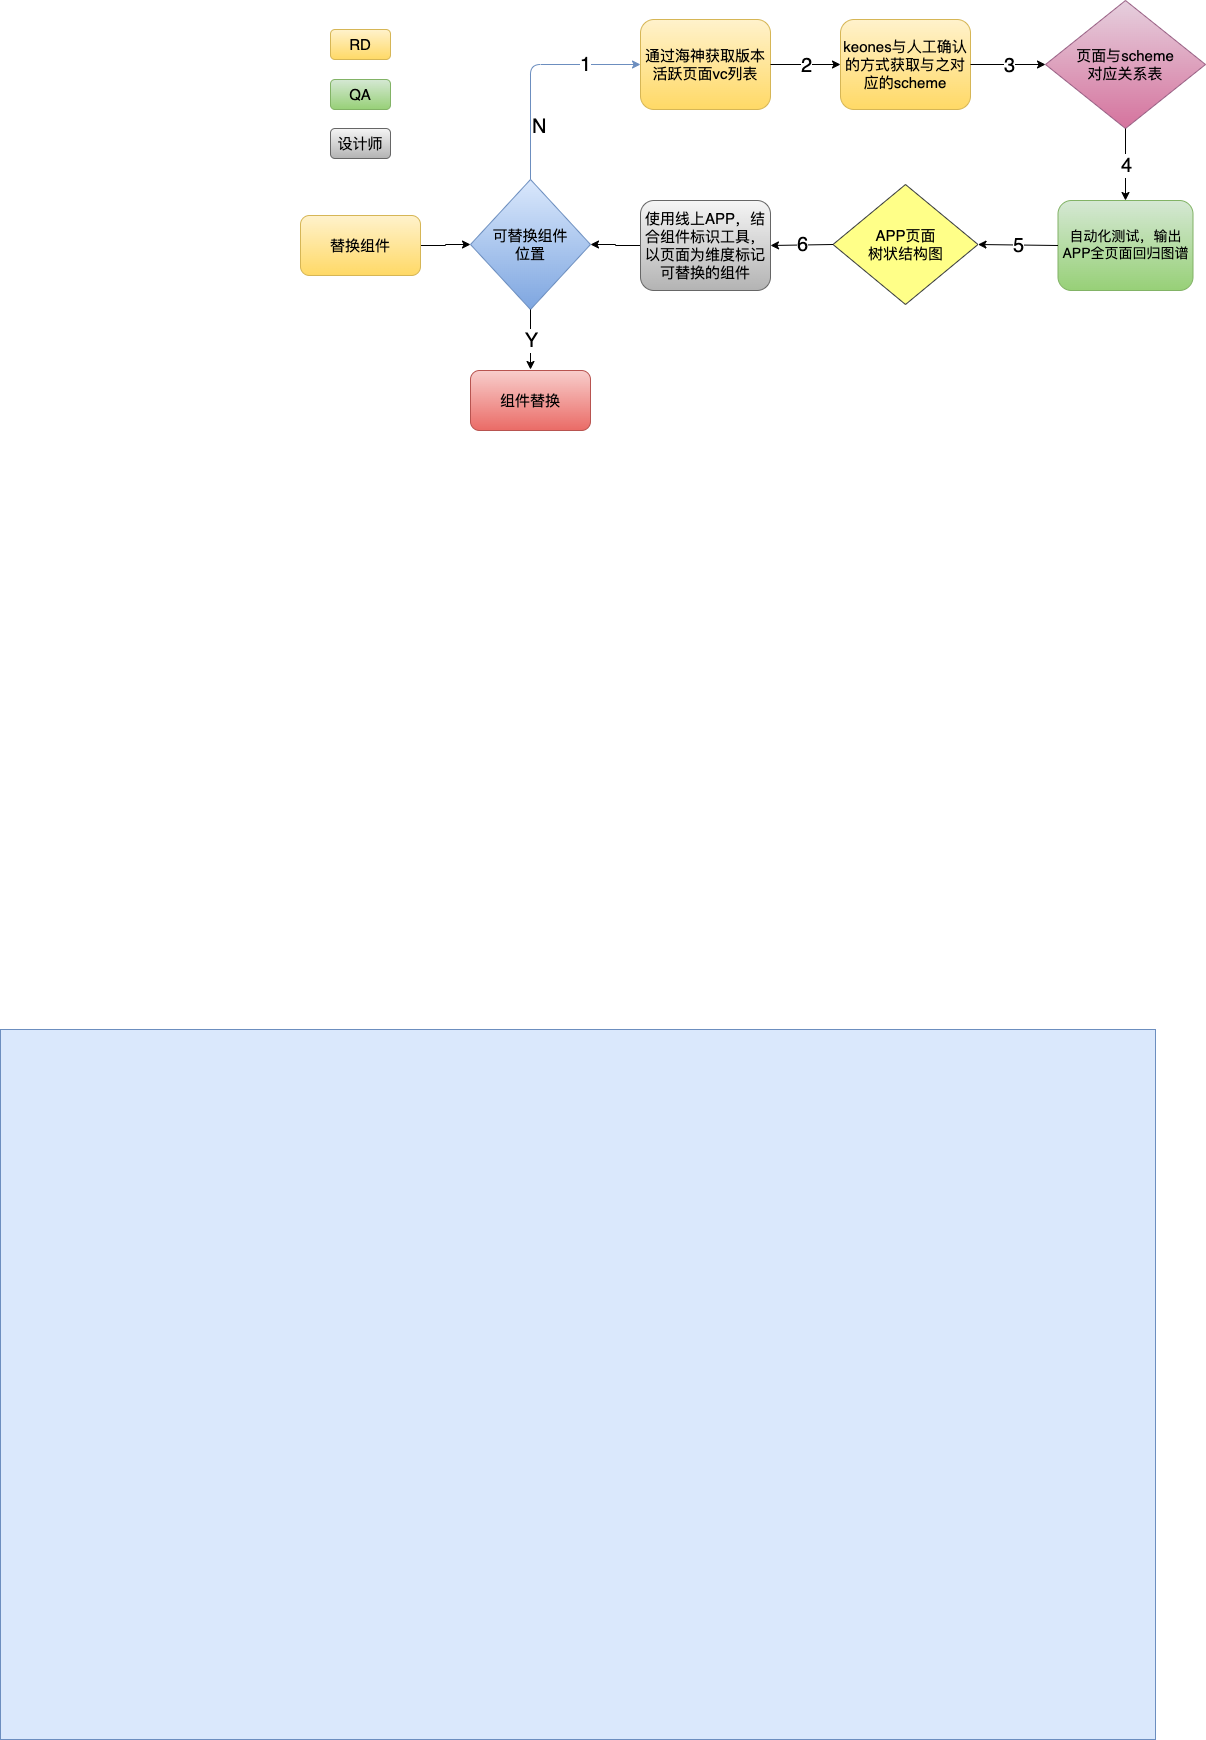 RD
QA
设计师
替换组件
可替换组件
位置
N
1
通过海神获取版本
活跃页面vc列表
2
keones与人工确认
的方式获取与之对
应的scheme
3
页面与scheme
对应关系表
4
自动化测试，输出
APP全页面回归图谱
5
APP页面
树状结构图
6
使用线上APP，结
合组件标识工具，
以页面为维度标记
可替换的组件
Y
组件替换